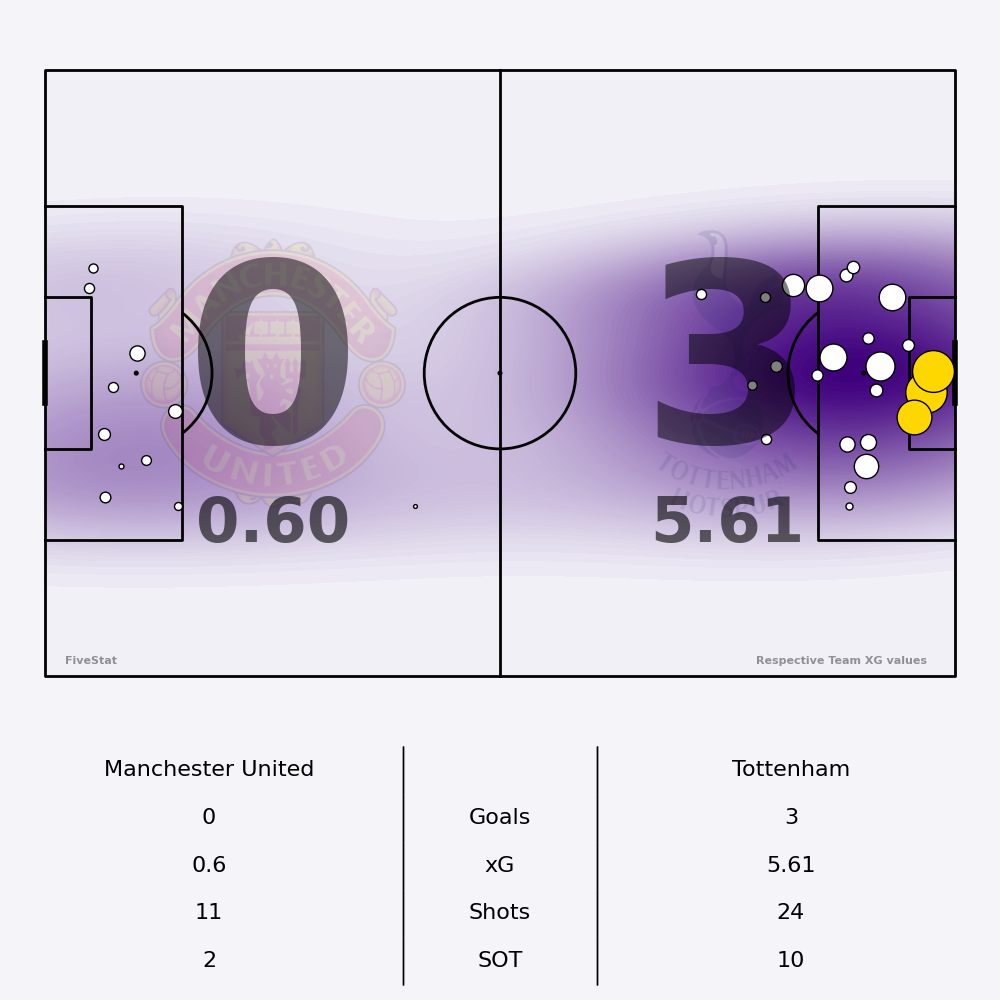 MANCHESTER
UNITED
0
3
TOTTENHAM
HOTSPUR
0.60
5.61
FiveStat
Respective Team XG values
Manchester United
Tottenham
0 Goals 3
0.6 xG 5.61
11 Shots 24
2 SOT 10